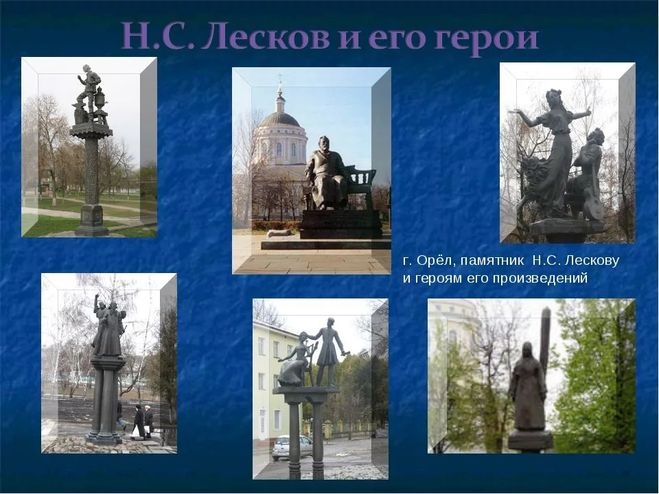 Н.С. Лесков и его герои
г. Орёл, памятник Н.С. Лескову
и героям его произведений